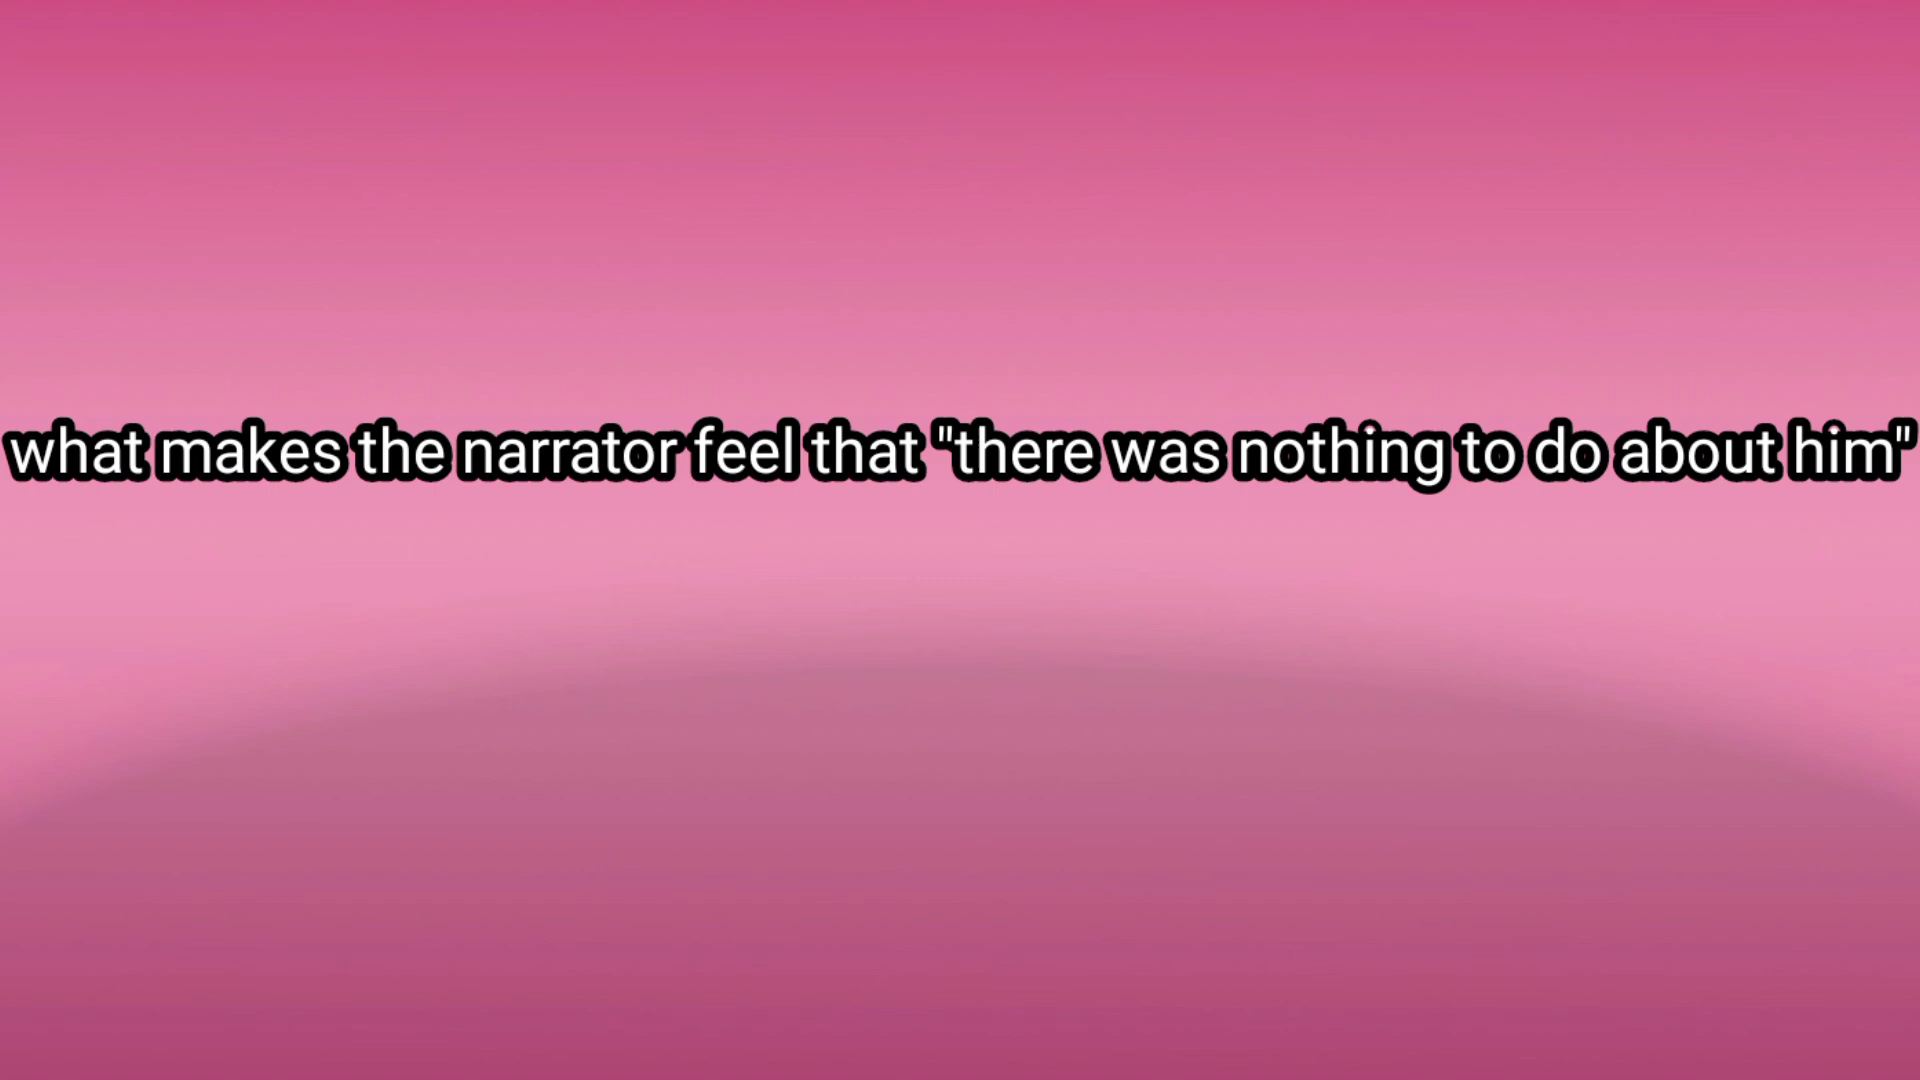 what makes the narrator feel that "there was nothing to do about him"